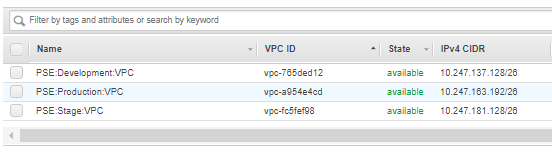 Filter by tags and attributes or search by keyword
Name VPC ID State IPv4 CIDR
PSE:Development:VPC vpc-765ded12 available 10.247.137.128/26
PSE:Production:VPC vpc-a954e4cd available 10.247.163.192/26
PSE:Stage:VPC vpc-fc5fef98 available 10.247.181.128/26